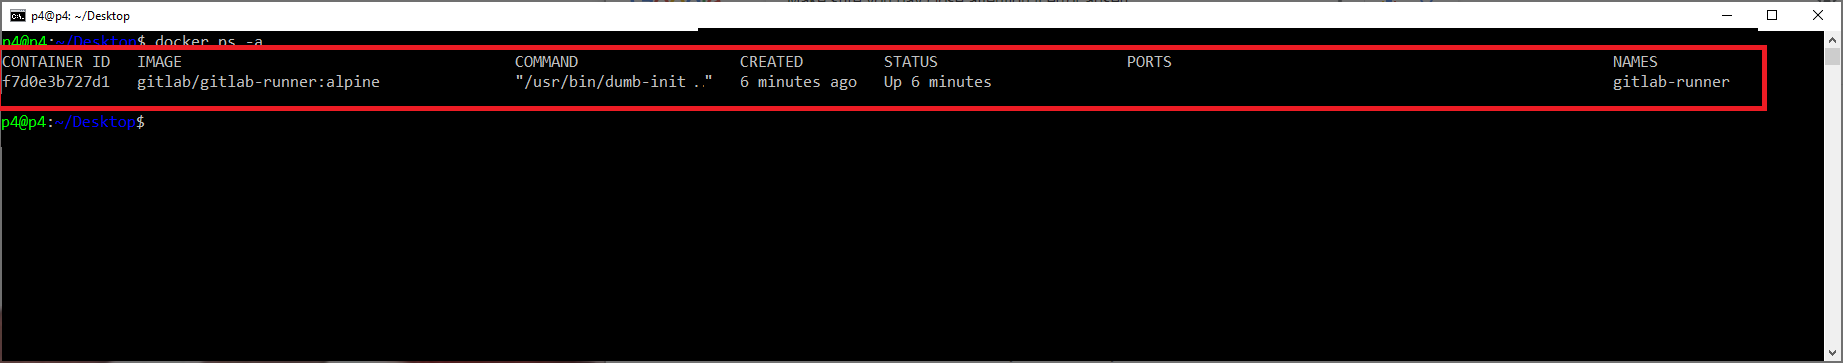 p4@p4: ~/Desktop
p4@p4:~/Desktop$ docker ps -a
CONTAINER ID IMAGE COMMAND CREATED STATUS PORTS NAMES
f7d0e3b727d1 gitlab/gitlab-runner:alpine "/usr/bin/dumb-init .." 6 minutes ago Up 6 minutes gitlab-runner
p4@p4:~/Desktop$